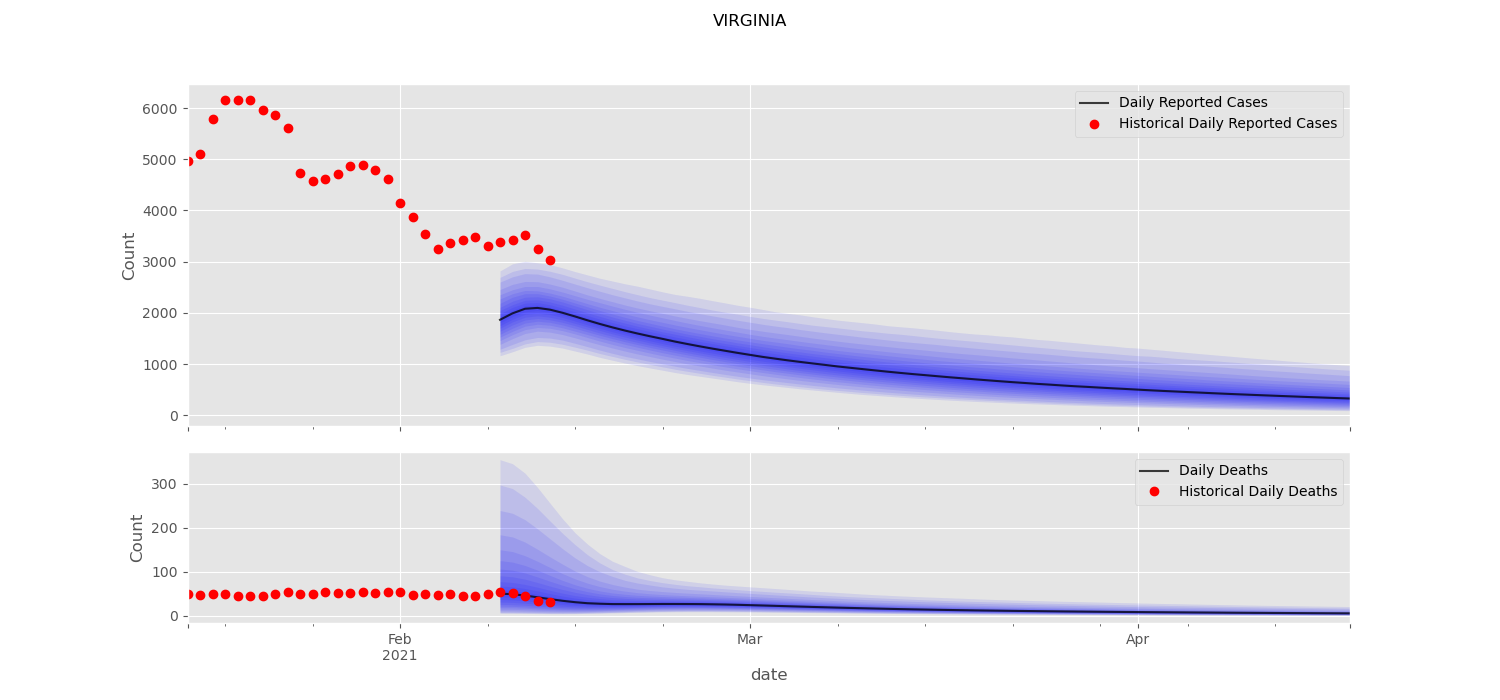 VIRGINIA
Daily Reported Cases
Historical Daily Reported Cases
6000
5000
4000
3000
2000
1000
0
Count
Daily Deaths
Historical Daily Deaths
300
200
100
0
Count
Feb
2021
Mar
Apr
date